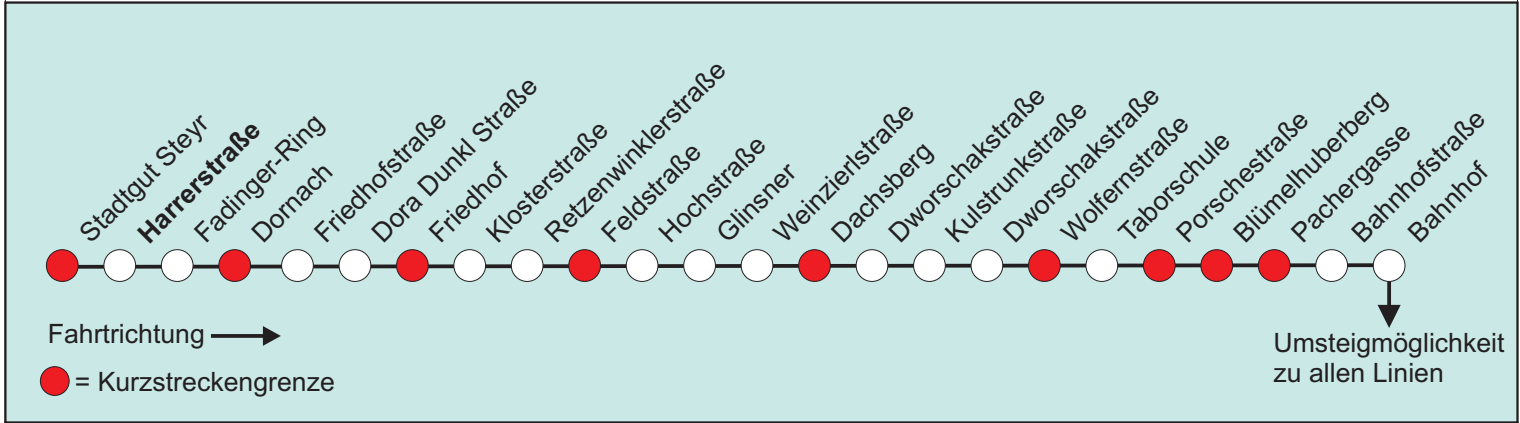 Stadtgut Steyr
Harrerstraße
Fadinger-Ring
Dornach
Friedhofstraße
Dora Dunkl Straße
Friedhof
Klosterstraße
Retzenwinklerstraße
Feldstraße
Hochstraße
Glinsner
Weinzierlstraße
Dachsberg
Dworschakstraße
Kulstrunkstraße
Dworschakstraße
Wolfernstraße
Taborschule
Porschestraße
Blümelhuberberg
Pachergasse
Bahnhofstraße
Bahnhof
Fahrtrichtung
= Kurzstreckengrenze
Umsteigmöglichkeit
zu allen Linien